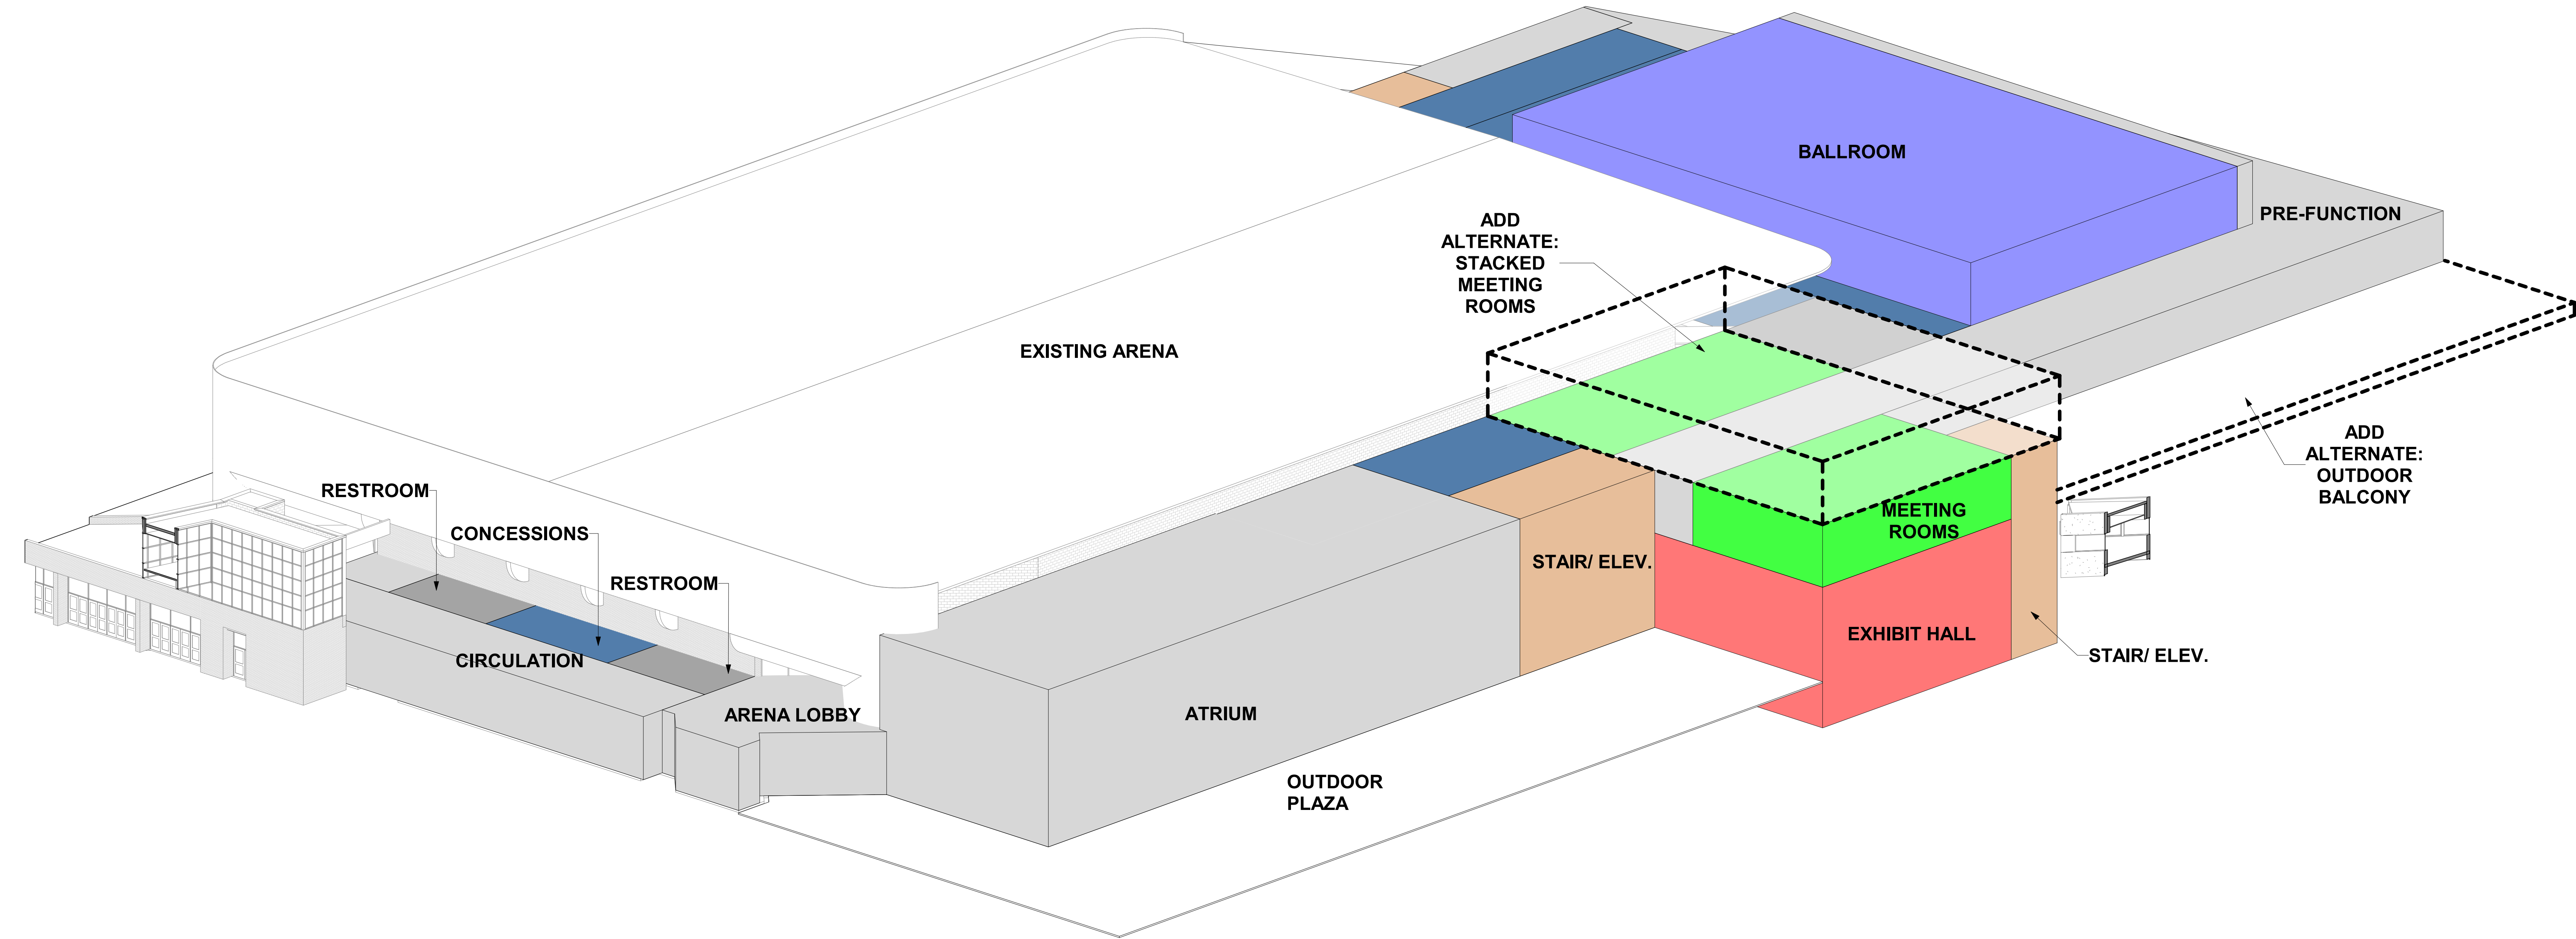 BALLROOM
PRE-FUNCTION
ADD
ALTERNATE:
STACKED
MEETING
ROOMS
EXISTING ARENA
ADD
ALTERNATE:
OUTDOOR
BALCONY
RESTROOM
CONCESSIONS
RESTROOM
MEETING
ROOMS
STAIR/ ELEV.
EXHIBIT HALL
STAIR/ ELEV.
CIRCULATION
ARENA LOBBY
ATRIUM
OUTDOOR
PLAZA